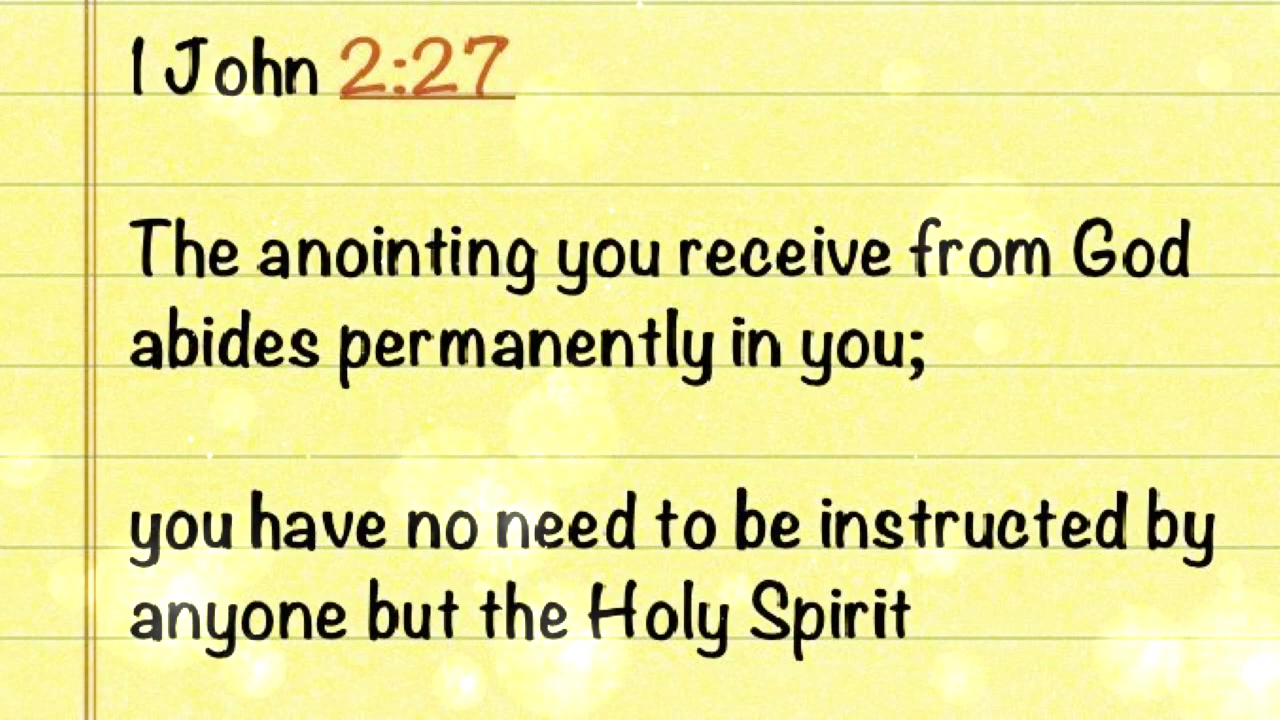 1 John 2:27
The anointing you receive from God
abides permanently in you;
you have no need to be instructed by
anyone but the Holy Spirit